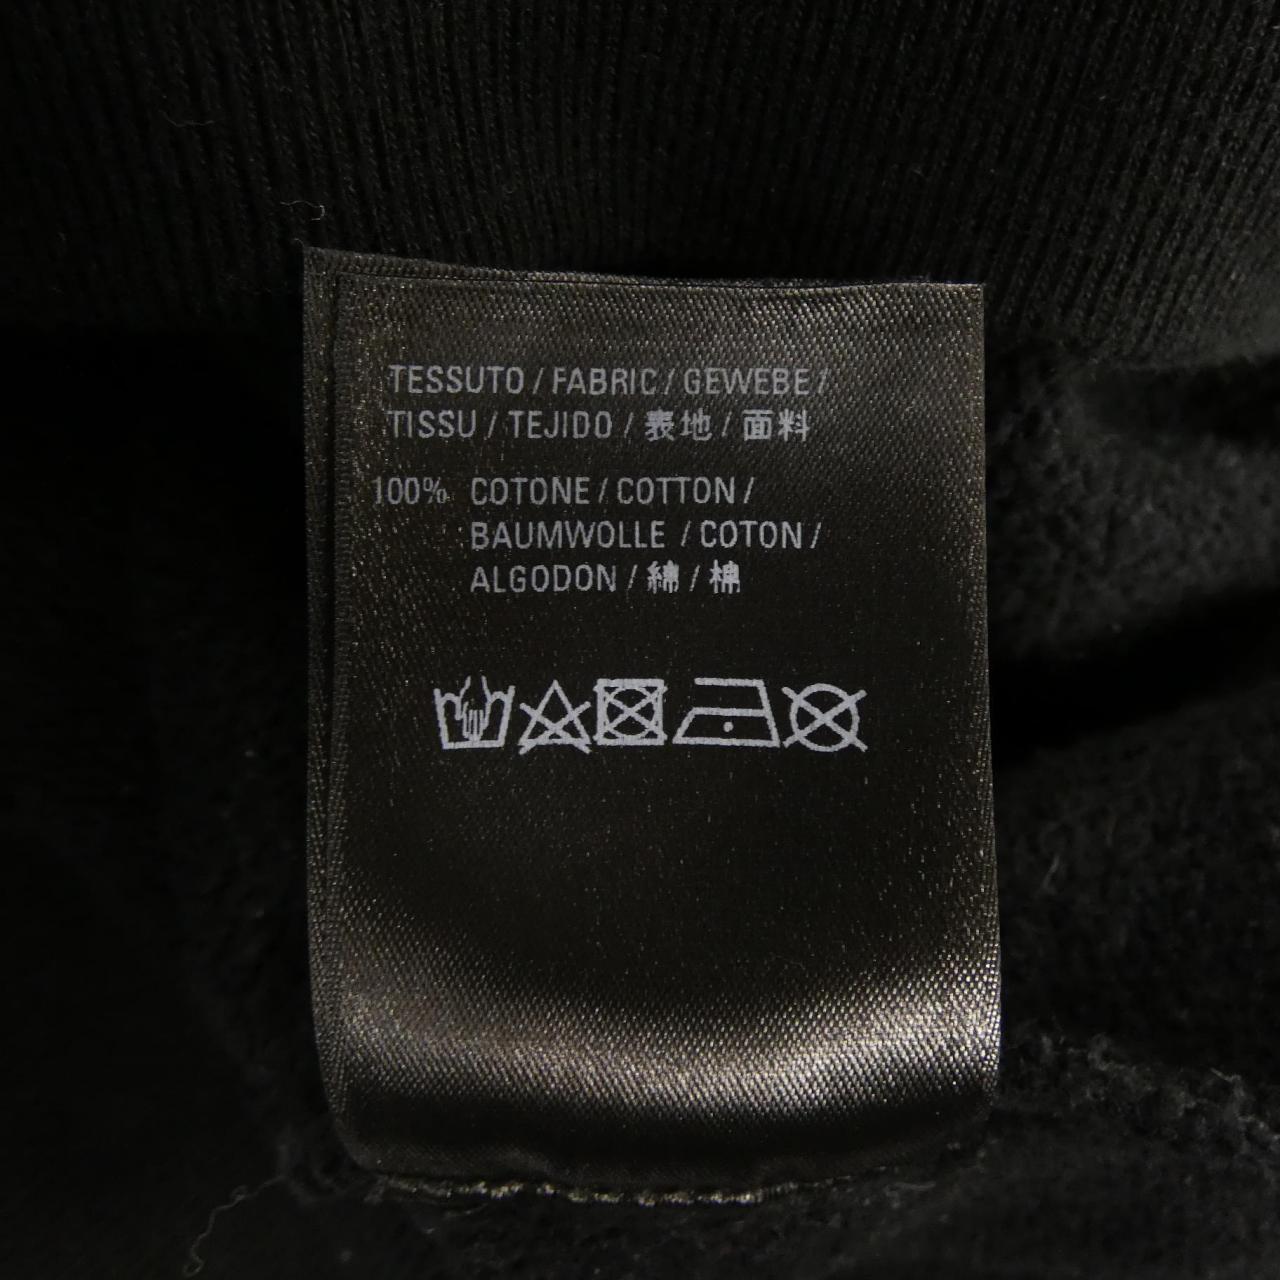 TESSUTO / FABRIC / GEWEBE /
TISSU / TEJIDO / 表地 / 面料
100% COTONE / COTTON /
BAUMWOLLE / COTON /
ALGODON / 綿 / 棉